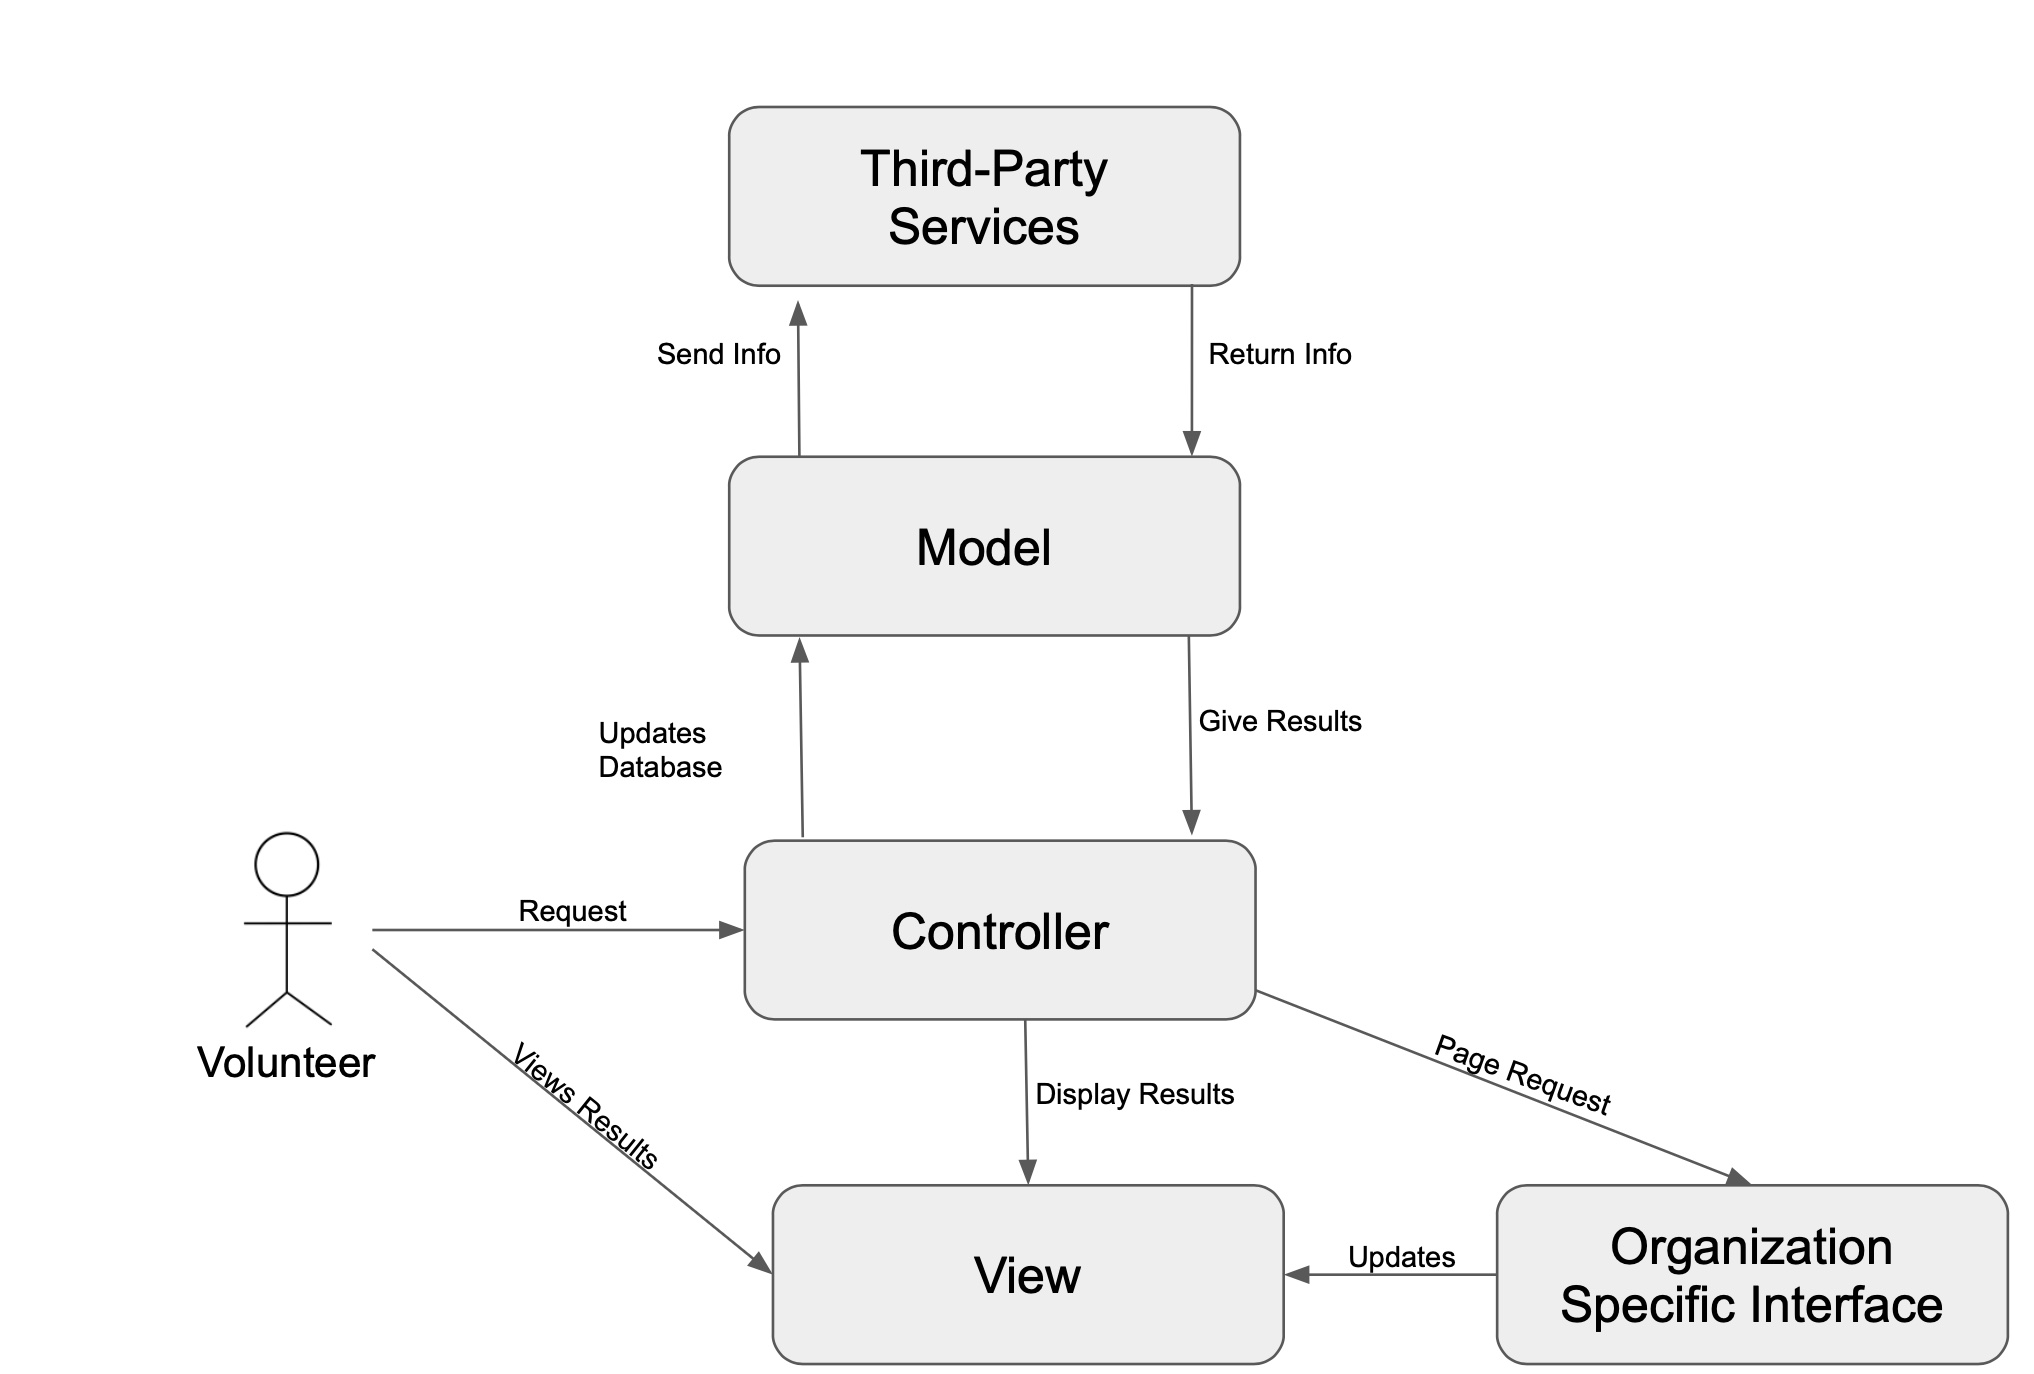 Third-Party
Services
Send Info
Return Info
Model
Updates
Database
Give Results
Request
Controller
Volunteer
Views Results
Display Results
Page Request
View
Updates
Organization
Specific Interface